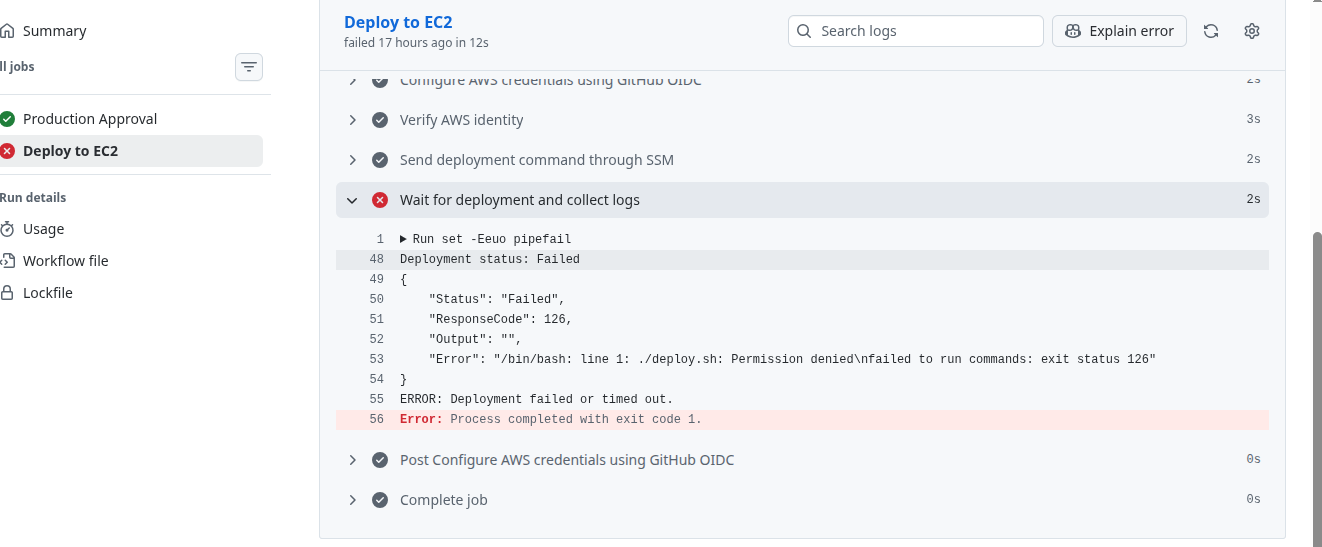 Summary
ll jobs
Production Approval
Deploy to EC2
Run details
Usage
Workflow file
Lockfile
Deploy to EC2
failed 17 hours ago in 12s
Search logs
Explain error
Configure AWS credentials using GitHub OIDC 2s
Verify AWS identity 3s
Send deployment command through SSM 2s
Wait for deployment and collect logs 2s
1 Run set -Eeuo pipefail
48 Deployment status: Failed
49 {
50 "Status": "Failed",
51 "ResponseCode": 126,
52 "Output": "",
53 "Error": "/bin/bash: line 1: ./deploy.sh: Permission denied\nfailed to run commands: exit status 126"
54 }
55 ERROR: Deployment failed or timed out.
56 Error: Process completed with exit code 1.
Post Configure AWS credentials using GitHub OIDC 0s
Complete job 0s